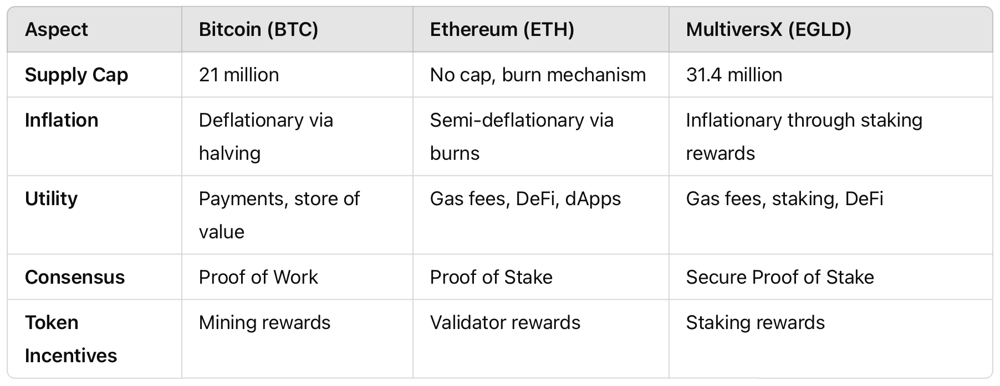 Aspect
Bitcoin (BTC)
Ethereum (ETH)
MultiversX (EGLD)
Supply Cap
21 million
No cap, burn mechanism
31.4 million
Inflation
Deflationary via
halving
Semi-deflationary via
burns
Inflationary through staking
rewards
Utility
Payments, store of
value
Gas fees, DeFi, dApps
Gas fees, staking, DeFi
Consensus
Proof of Work
Proof of Stake
Secure Proof of Stake
Token
Incentives
Mining rewards
Validator rewards
Staking rewards